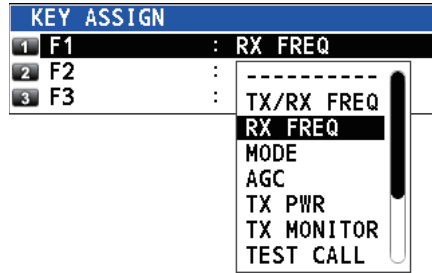 KEY ASSIGN
1 F1 : RX FREQ
2 F2 :
3 F3 :
----------
TX/RX FREQ
RX FREQ
MODE
AGC
TX PWR
TX MONITOR
TEST CALL